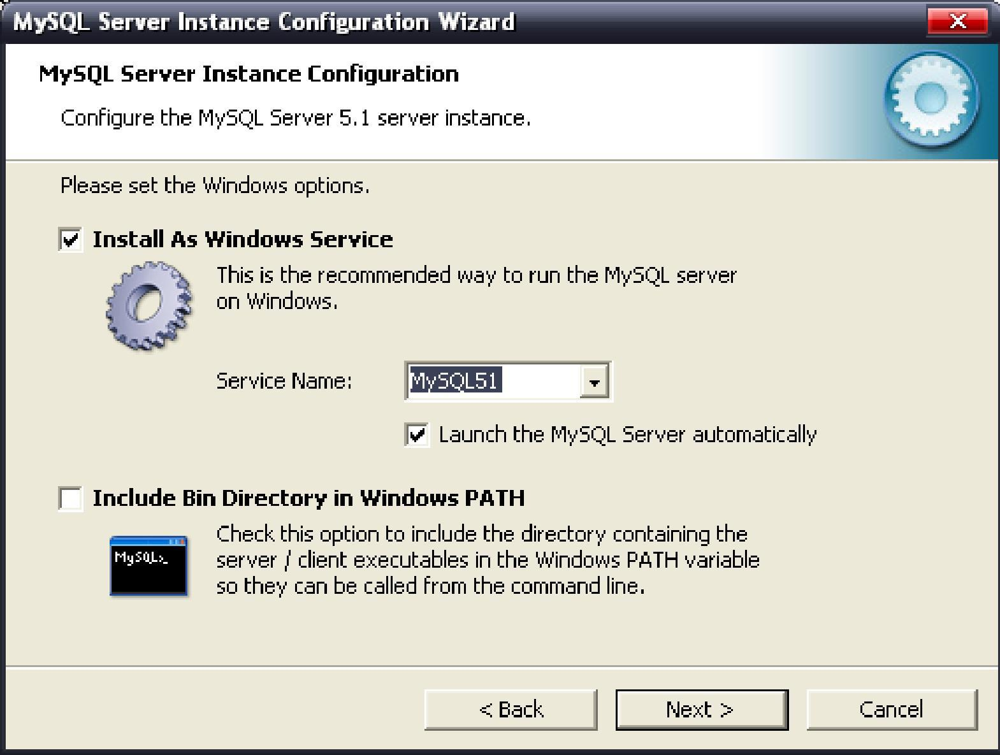 MySQL Server Instance Configuration Wizard
MySQL Server Instance Configuration
Configure the MySQL Server 5.1 server instance.
Please set the Windows options.
Install As Windows Service
This is the recommended way to run the MySQL server
on Windows.
Service Name:
MySQL51
Launch the MySQL Server automatically
Include Bin Directory in Windows PATH
Check this option to include the directory containing the
MySQL>_
server / client executables in the Windows PATH variable
so they can be called from the command line.
< Back
Next >
Cancel